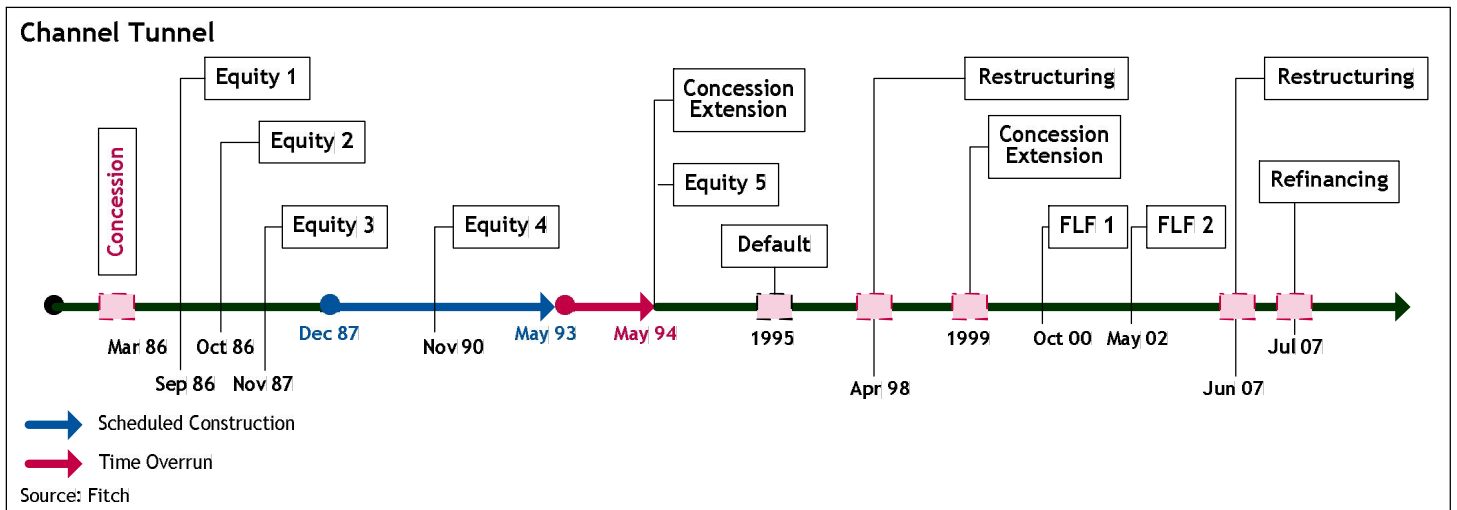 Channel Tunnel
Equity 1
Equity 2
Equity 3
Equity 4
Concession
Concession
Extension
Equity 5
Default
Restructuring
Concession
Extension
FLF 1
FLF 2
Restructuring
Refinancing
Mar 86
Sep 86
Oct 86
Nov 87
Dec 87
Nov 90
May 93
May 94
1995
Apr 98
1999
Oct 00
May 02
Jun 07
Jul 07
Scheduled Construction
Time Overrun
Source: Fitch